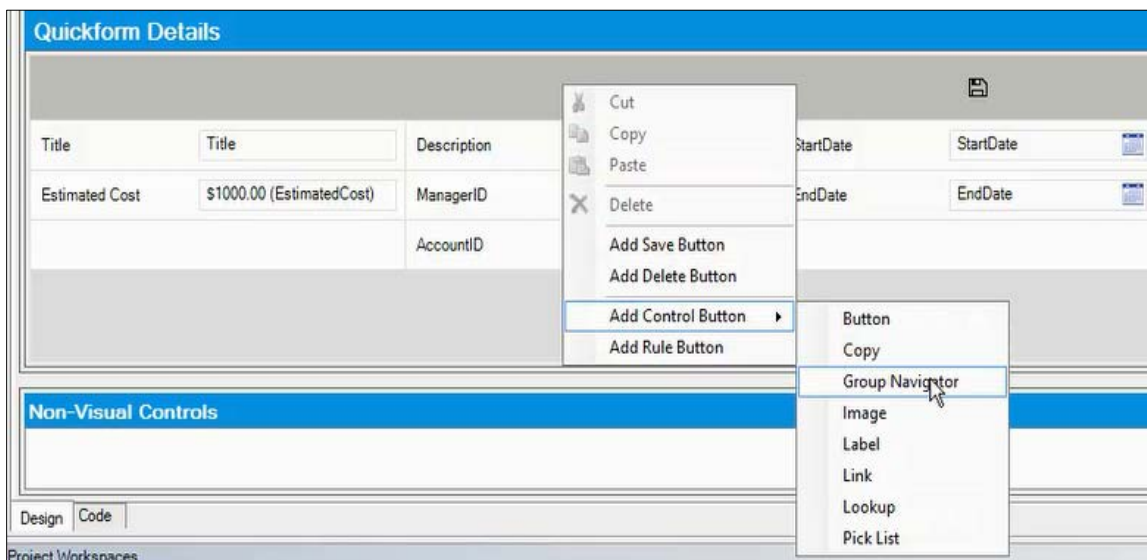 Quickform Details
Cut
Title Title Description Copy StartDate StartDate
Paste
Estimated Cost $1000.00 (EstimatedCost) ManagerID Delete EndDate EndDate
AccountID Add Save Button
Add Delete Button
Add Control Button Button
Add Rule Button Copy
Group Navigator
Non-Visual Controls Image
Label
Link
Design Code Lookup
Pick List
Project Workspaces